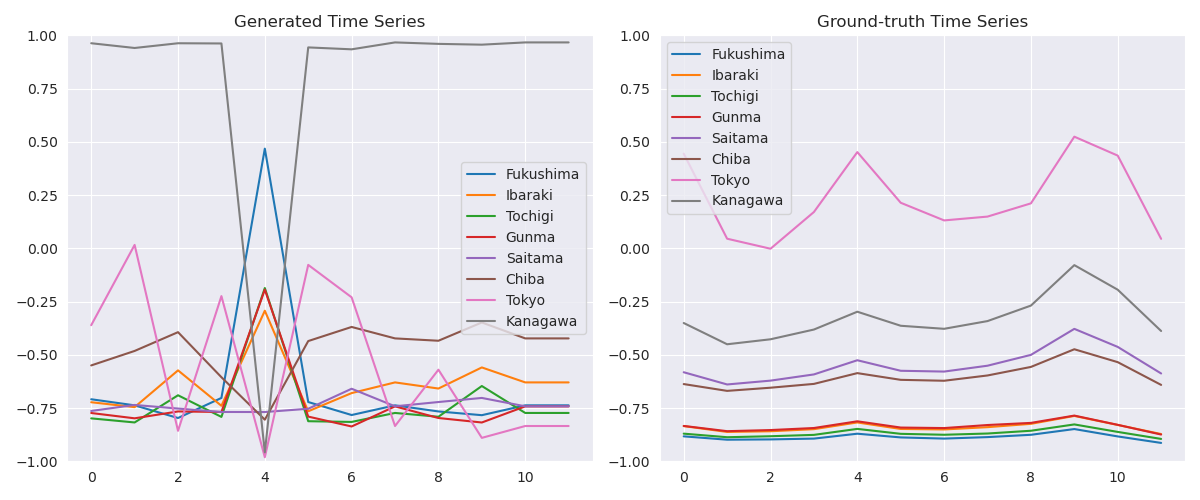 Generated Time Series
1.00
0.75
0.50
0.25
0.00
−0.25
−0.50
−0.75
−1.00
0
2
4
6
8
10
Fukushima
Ibaraki
Tochigi
Gunma
Saitama
Chiba
Tokyo
Kanagawa
Ground-truth Time Series
1.00
0.75
0.50
0.25
0.00
−0.25
−0.50
−0.75
−1.00
0
2
4
6
8
10
Fukushima
Ibaraki
Tochigi
Gunma
Saitama
Chiba
Tokyo
Kanagawa